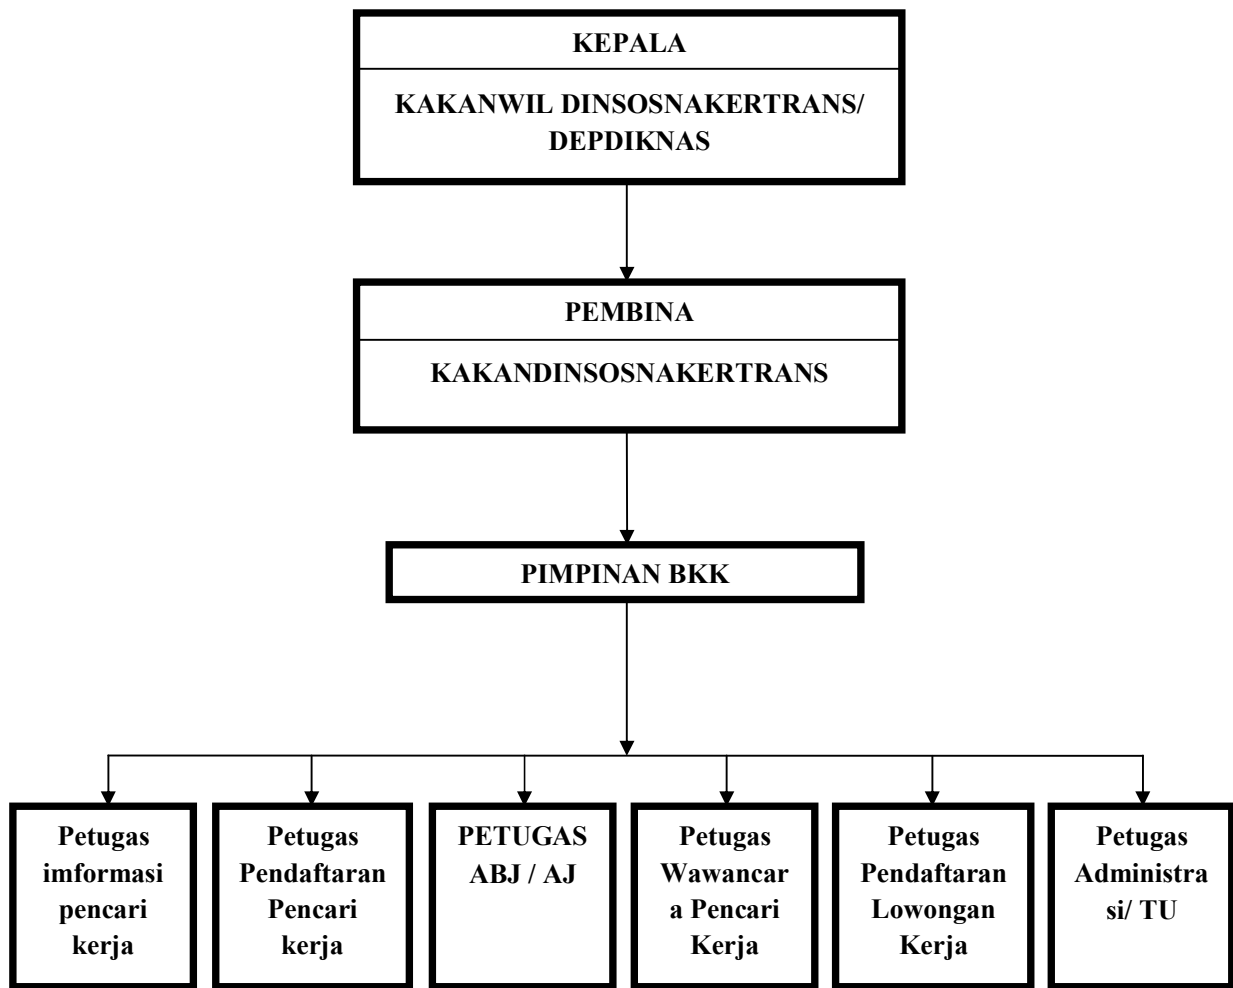 KEPALA
KAKANWIL DINSOSNAKERTRANS/
DEPDIKNAS
PEMBINA
KAKANDINSOSNAKERTRANS
PIMPINAN BKK
Petugas
imformasi
pencari
kerja
Petugas
Pendaftaran
Pencari
kerja
PETUGAS
ABJ / AJ
Petugas
Wawancar
a Pencari
Kerja
Petugas
Pendaftaran
Lowongan
Kerja
Petugas
Administra
si/ TU